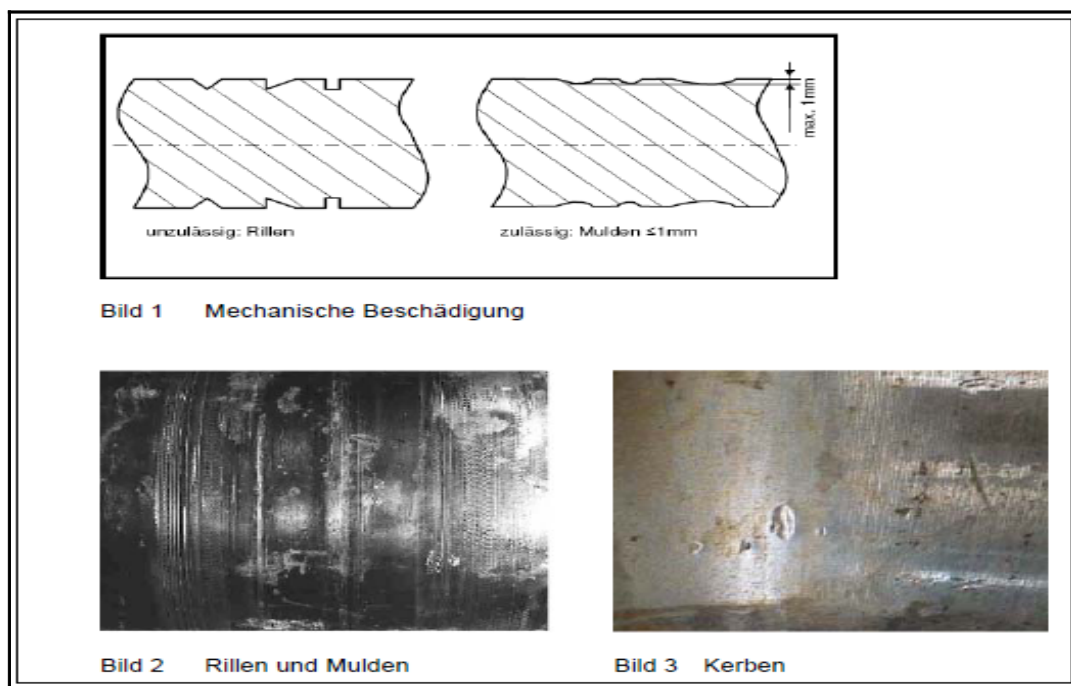 max. 1mm
unzulässig: Rillen
zulässig: Mulden ≤1mm
Bild 1 Mechanische Beschädigung
Bild 2 Rillen und Mulden
Bild 3 Kerben